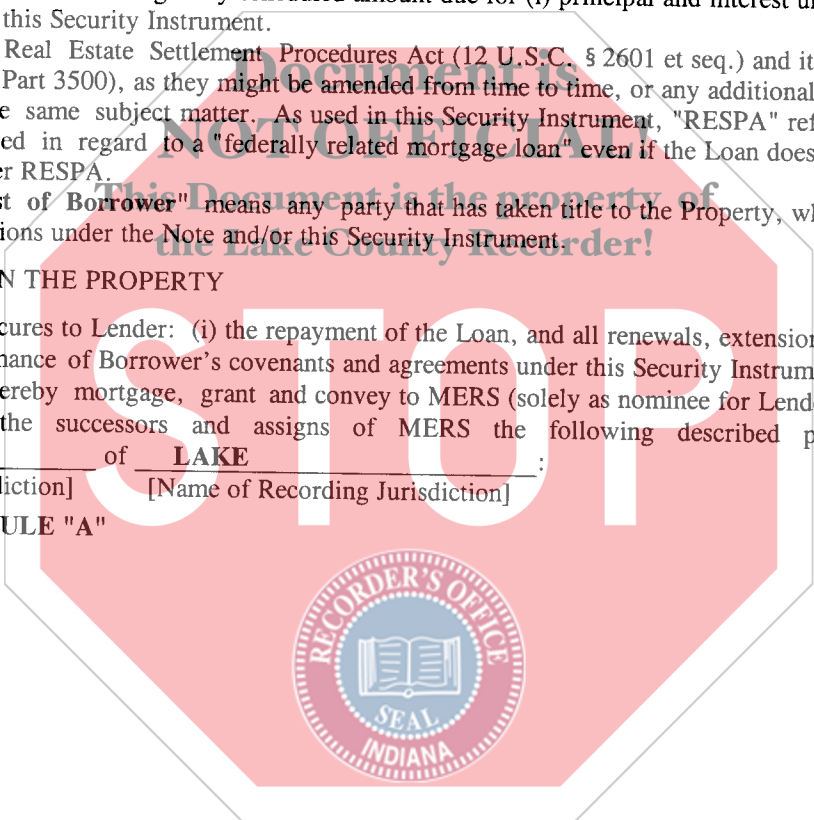 this Security Instrument.
Real Estate Settlement Procedures Act (12 U.S.C. § 2601 et seq.) and it
Part 3500), as they might be amended from time to time, or any additional
e same subject matter. As used in this Security Instrument, "RESPA" ref
ed in regard to a "federally related mortgage loan" even if the Loan does
er RESPA.
st of Borrower" means any party that has taken title to the Property, wh
ions under the Note and/or this Security Instrument.
Document is
NOT OFFICIAL!
This Document is the property of
the Lake County Recorder!
N THE PROPERTY
cures to Lender: (i) the repayment of the Loan, and all renewals, extension
nance of Borrower's covenants and agreements under this Security Instrum
ereby mortgage, grant and convey to MERS (solely as nominee for Lend
the successors and assigns of MERS the following described p
of LAKE :
diction] [Name of Recording Jurisdiction]
ULE "A"
STOP
RECORDER'S OFFICE
SEAL
INDIANA